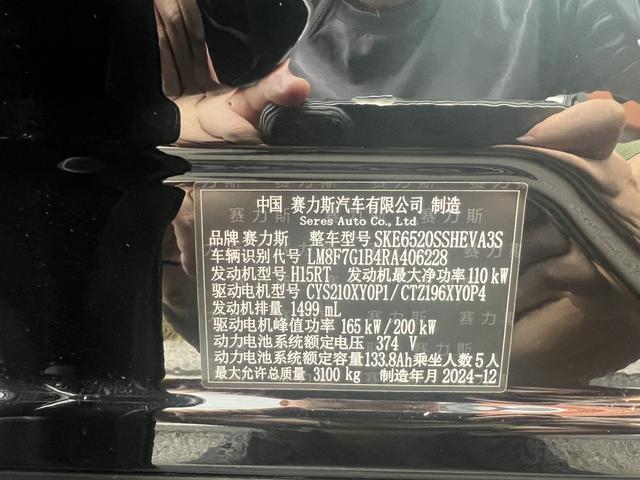 中国 赛力斯汽车有限公司 制造
Seres Auto Co., Ltd
品牌 赛力斯 整车型号 SKE6520SSHEVA3S
车辆识别代号 LM8F7G1B4RA406228
发动机型号 H15RT 发动机最大净功率 110 kW
驱动电机型号 CYS210XY0P1/CTZ196XY0P4
发动机排量 1499 mL
驱动电机峰值功率 165 kW/200 kW
动力电池系统额定电压 374 V
动力电池系统额定容量 133.8Ah 乘坐人数 5 人
最大允许总质量 3100 kg 制造年月 2024-12